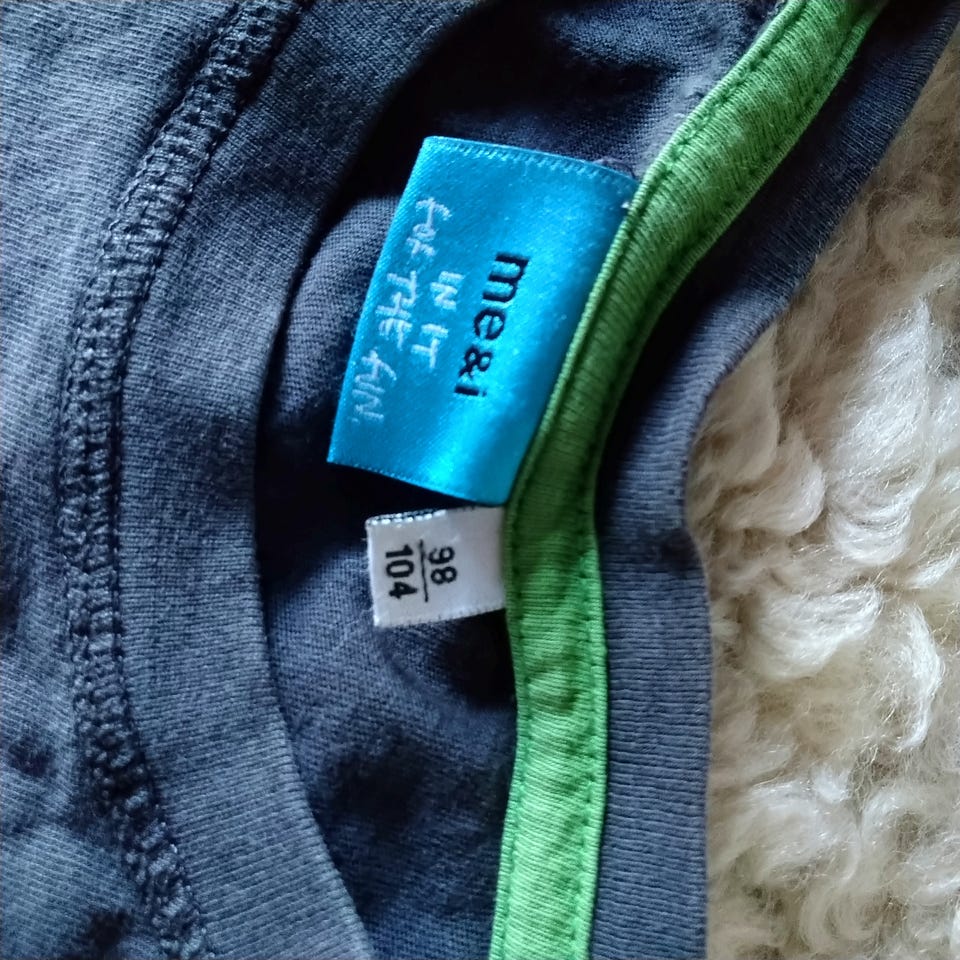 me&i
IN IT
FOR THE FUN.
98
104